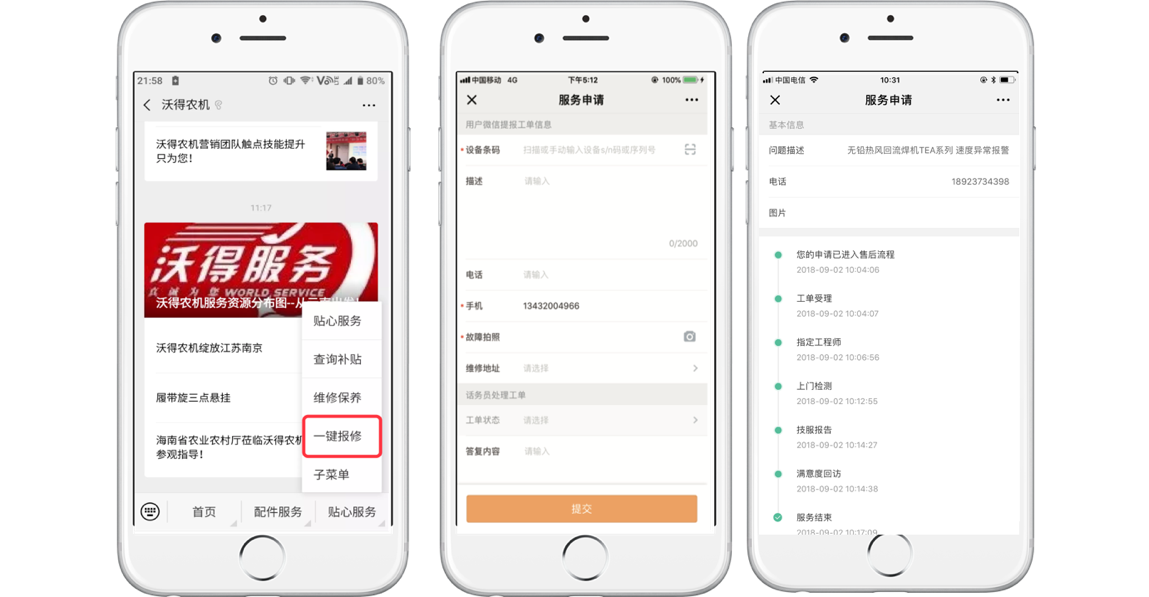 21:58
80%
沃得农机
沃得农机营销团队触点技能提升
只为您！
11:17
沃得服务
真诚为您 WORLD SERVICE
沃得农机服务资源分布图--从
沃得农机绽放江苏南京
履带旋三点悬挂
海南省农业农村厅莅临沃得农机
参观指导！
贴心服务
查询补贴
维修保养
一键报修
子菜单
首页
配件服务
贴心服务
中国移动 4G
下午5:12
100%
服务申请
用户微信提报工单信息
*设备条码 扫描或手动输入设备s/n码或序列号
描述 请输入
0/2000
电话 请输入
*手机 13432004966
*故障拍照
维修地址 请选择
话务员处理工单
工单状态 请选择
答复内容 请输入
提交
中国电信
10:31
服务申请
基本信息
问题描述 无铅热风回流焊机TEA系列 速度异常报警
电话 18923734398
图片
您的申请已进入售后流程
2018-09-02 10:04:06
工单受理
2018-09-02 10:04:07
指定工程师
2018-09-02 10:06:56
上门检测
2018-09-02 10:12:55
技服报告
2018-09-02 10:14:27
满意度回访
2018-09-02 10:14:38
服务结束
2018-09-02 10:17:09